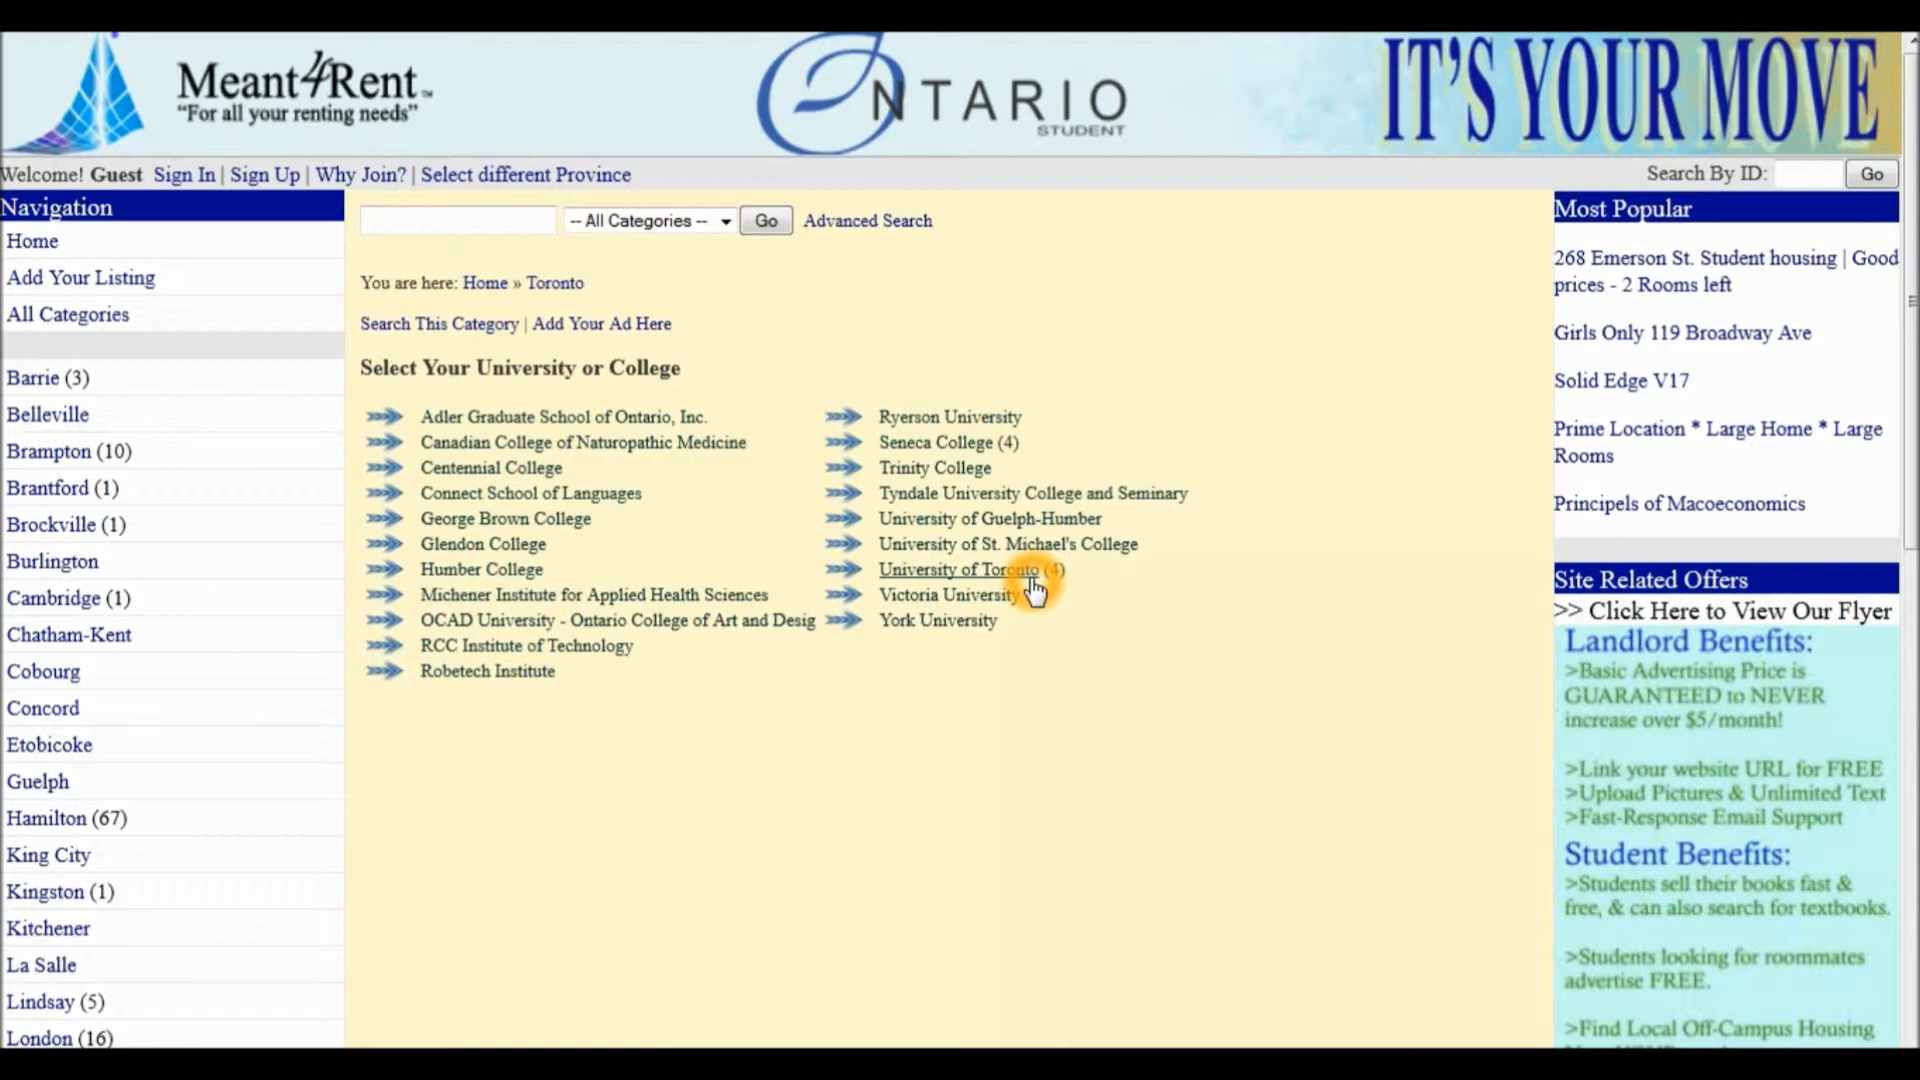 Meant4Rent™
"For all your renting needs"
ONTARIO
STUDENT
IT'S YOUR MOVE
Welcome! Guest Sign In | Sign Up | Why Join? | Select different Province
Search By ID: Go
Navigation
Home
Add Your Listing
All Categories
Barrie (3)
Belleville
Brampton (10)
Brantford (1)
Brockville (1)
Burlington
Cambridge (1)
Chatham-Kent
Cobourg
Concord
Etobicoke
Guelph
Hamilton (67)
King City
Kingston (1)
Kitchener
La Salle
Lindsay (5)
London (16)
-- All Categories -- Go Advanced Search
You are here: Home » Toronto
Search This Category | Add Your Ad Here
Select Your University or College
Adler Graduate School of Ontario, Inc.
Canadian College of Naturopathic Medicine
Centennial College
Connect School of Languages
George Brown College
Glendon College
Humber College
Michener Institute for Applied Health Sciences
OCAD University - Ontario College of Art and Desig
RCC Institute of Technology
Robetech Institute
Ryerson University
Seneca College (4)
Trinity College
Tyndale University College and Seminary
University of Guelph-Humber
University of St. Michael's College
University of Toronto (4)
Victoria University
York University
Most Popular
268 Emerson St. Student housing | Good
prices - 2 Rooms left
Girls Only 119 Broadway Ave
Solid Edge V17
Prime Location * Large Home * Large
Rooms
Principels of Macoeconomics
Site Related Offers
>> Click Here to View Our Flyer
Landlord Benefits:
>Basic Advertising Price is
GUARANTEED to NEVER
increase over $5/month!
>Link your website URL for FREE
>Upload Pictures & Unlimited Text
>Fast-Response Email Support
Student Benefits:
>Students sell their books fast &
free, & can also search for textbooks.
>Students looking for roommates
advertise FREE.
>Find Local Off-Campus Housing